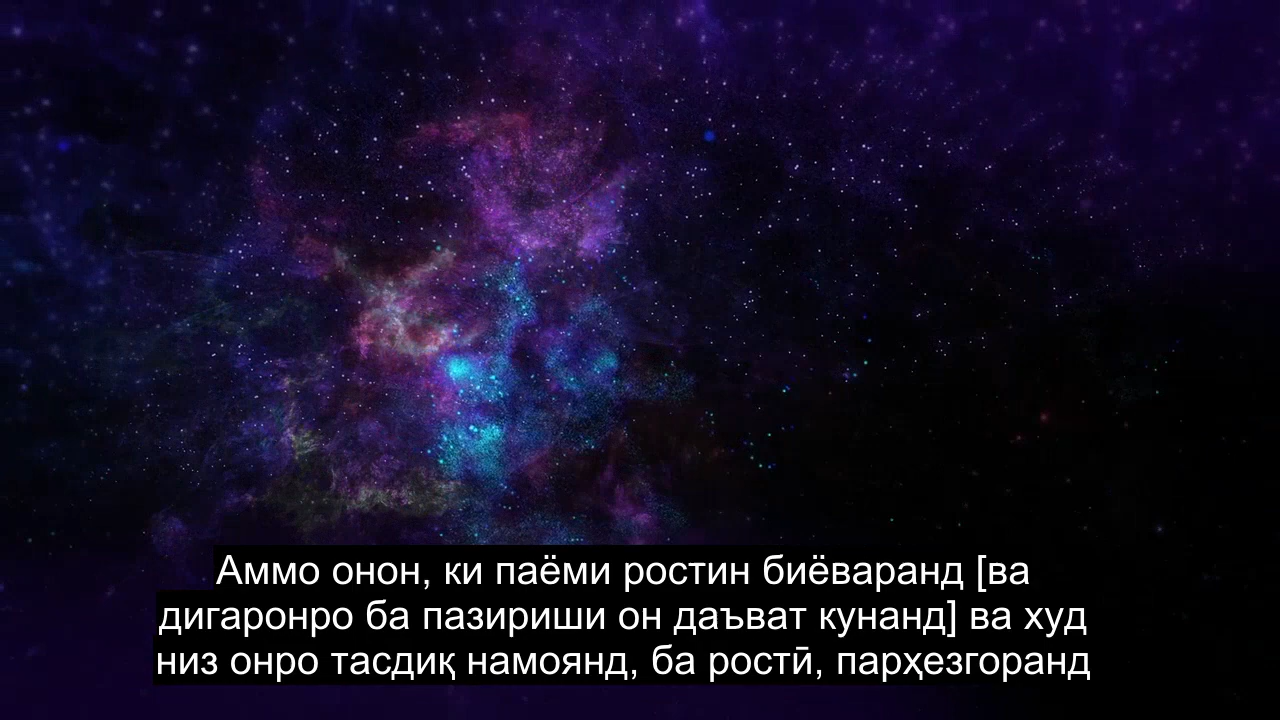 Аммо онон, ки паёми ростин биёваранд [ва
дигаронро ба пазириши он даъват кунанд] ва худ
низ онро тасдиқ намоянд, ба ростӣ, парҳезгоранд